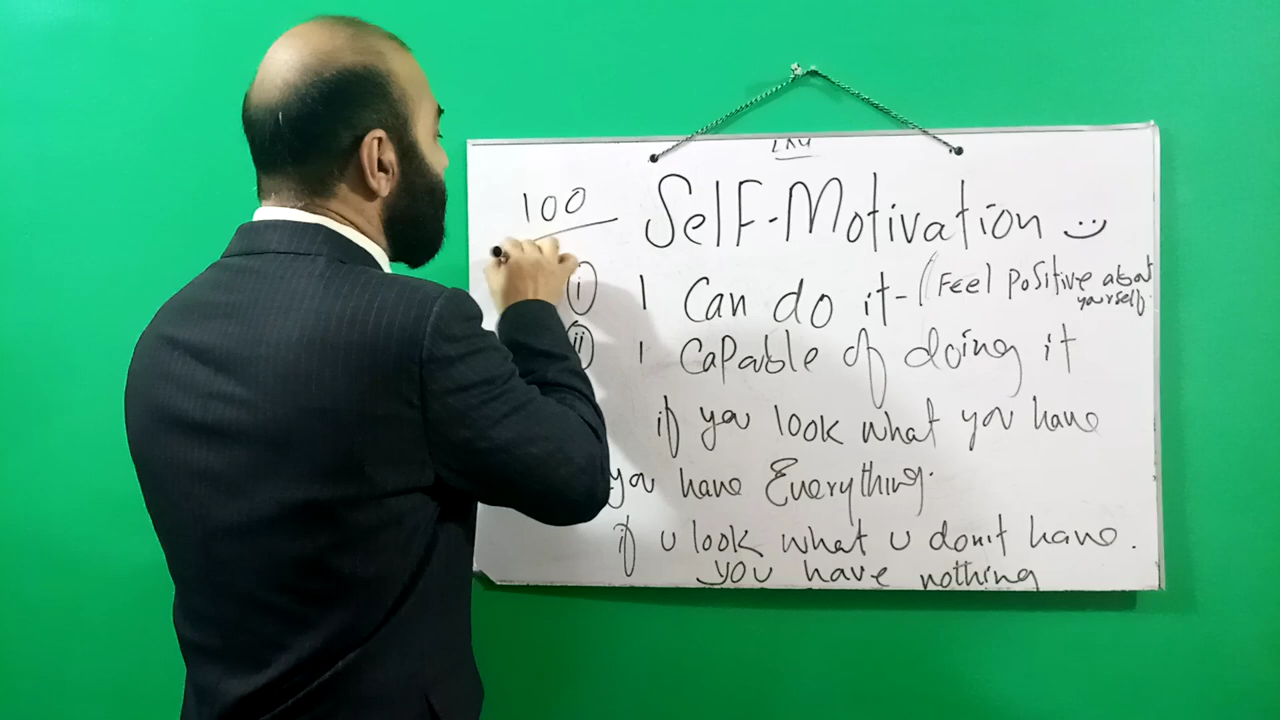 100
Self-Motivation
i I Can do it - (Feel Positive about
yourself.
ii I Capable of doing it
if you look what you have
you have Everything.
if u look what u don't have.
you have nothing